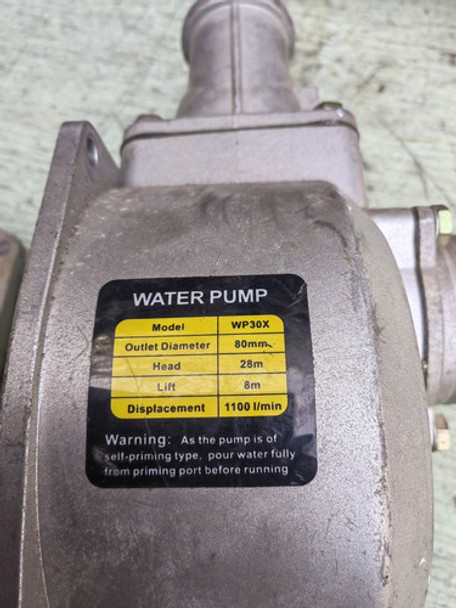 WATER PUMP
Model WP30X
Outlet Diameter 80mm
Head 28m
Lift 8m
Displacement 1100 l/min
Warning: As the pump is of
self-priming type, pour water fully
from priming port before running